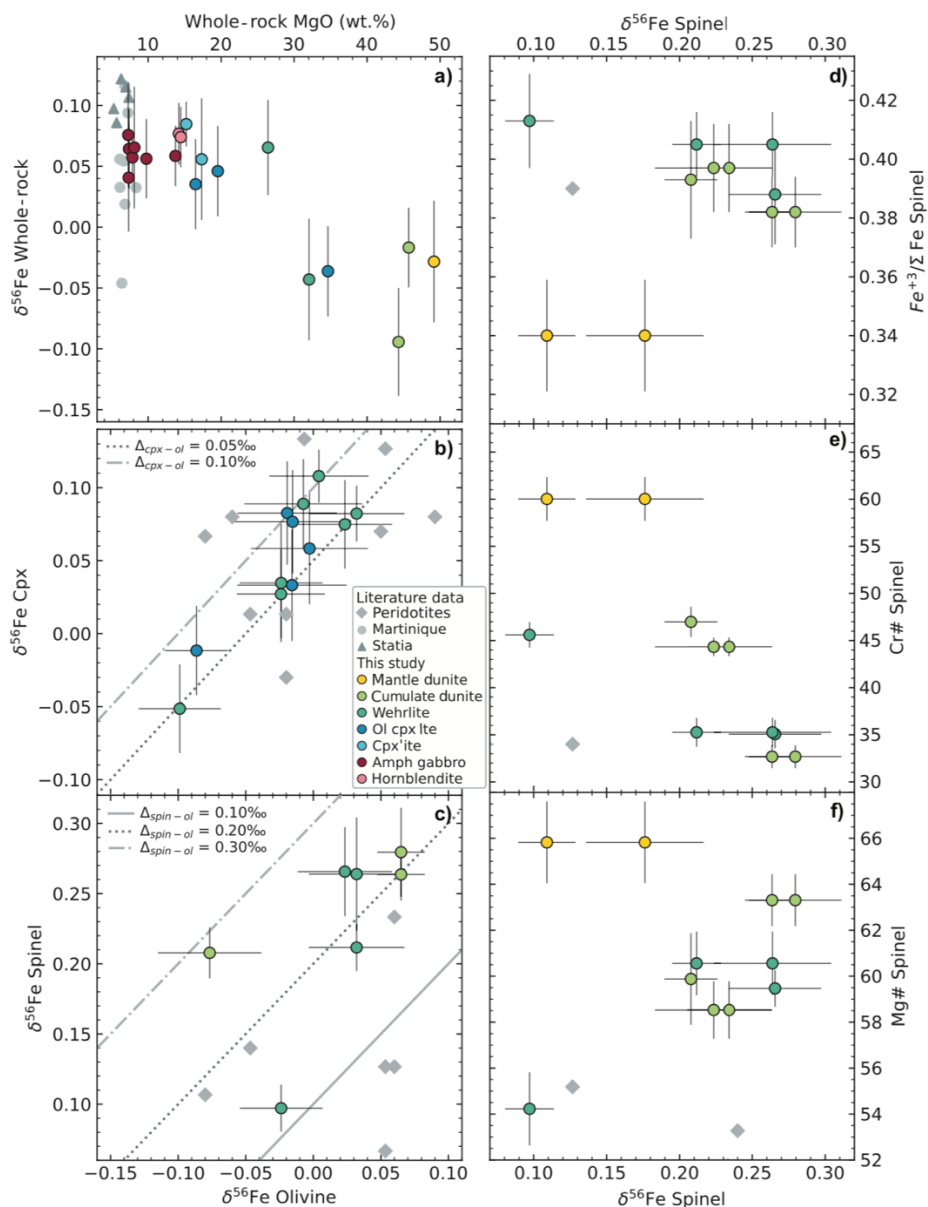 Whole-rock MgO (wt.%)
10 20 30 40 50
a)
0.10
0.05
0.00
−0.05
−0.10
−0.15
δ56Fe Whole-rock
Δcpx−ol = 0.05‰
Δcpx−ol = 0.10‰
b)
0.10
0.05
0.00
−0.05
−0.10
δ56Fe Cpx
Literature data
Peridotites
Martinique
Statia
This study
Mantle dunite
Cumulate dunite
Wehrlite
Ol cpx ite
Cpx'ite
Amph gabbro
Hornblendite
Δspin−ol = 0.10‰
Δspin−ol = 0.20‰
Δspin−ol = 0.30‰
c)
0.30
0.25
0.20
0.15
0.10
δ56Fe Spinel
−0.15 −0.10 −0.05 0.00 0.05 0.10
δ56Fe Olivine
δ56Fe Spinel
0.10 0.15 0.20 0.25 0.30
d)
0.42
0.40
0.38
0.36
0.34
0.32
Fe+3/Σ Fe Spinel
e)
65
60
55
50
45
40
35
30
Cr# Spinel
f)
66
64
62
60
58
56
54
52
Mg# Spinel
0.10 0.15 0.20 0.25 0.30
δ56Fe Spinel